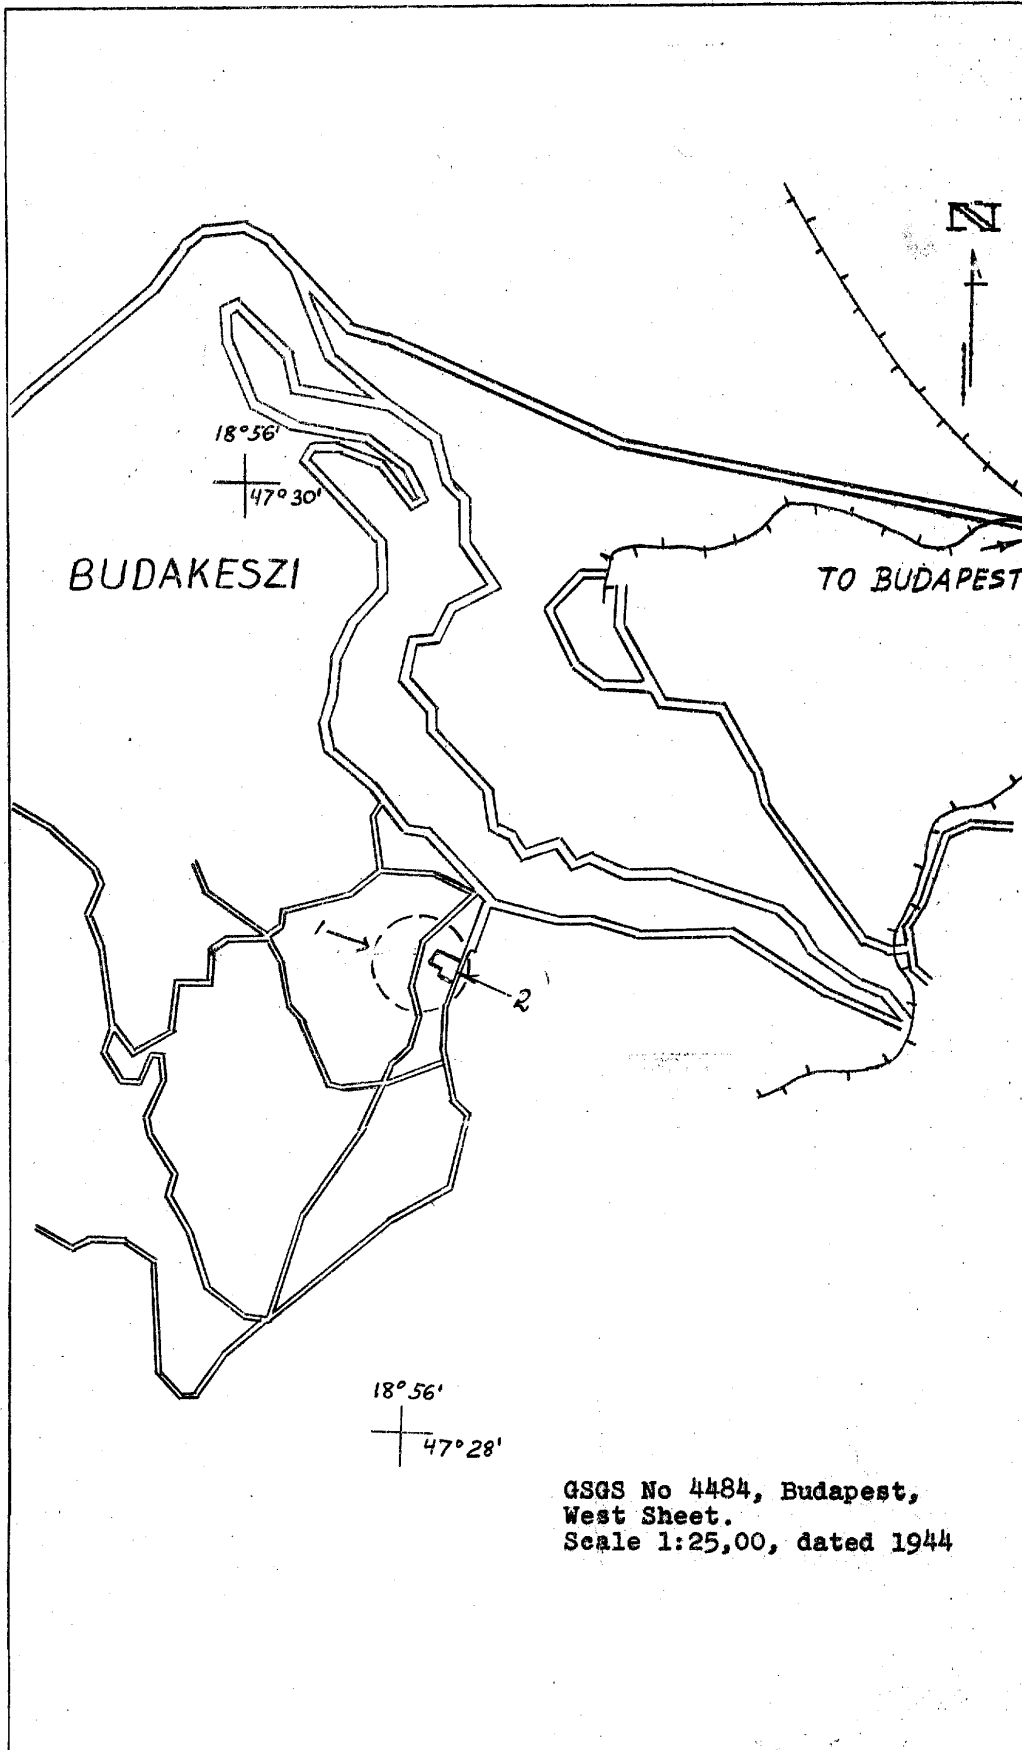 N
18°56'
47°30'
BUDAKESZI
TO BUDAPEST
1
2
18°56'
47°28'
GSGS No 4484, Budapest,
West Sheet.
Scale 1:25,00, dated 1944